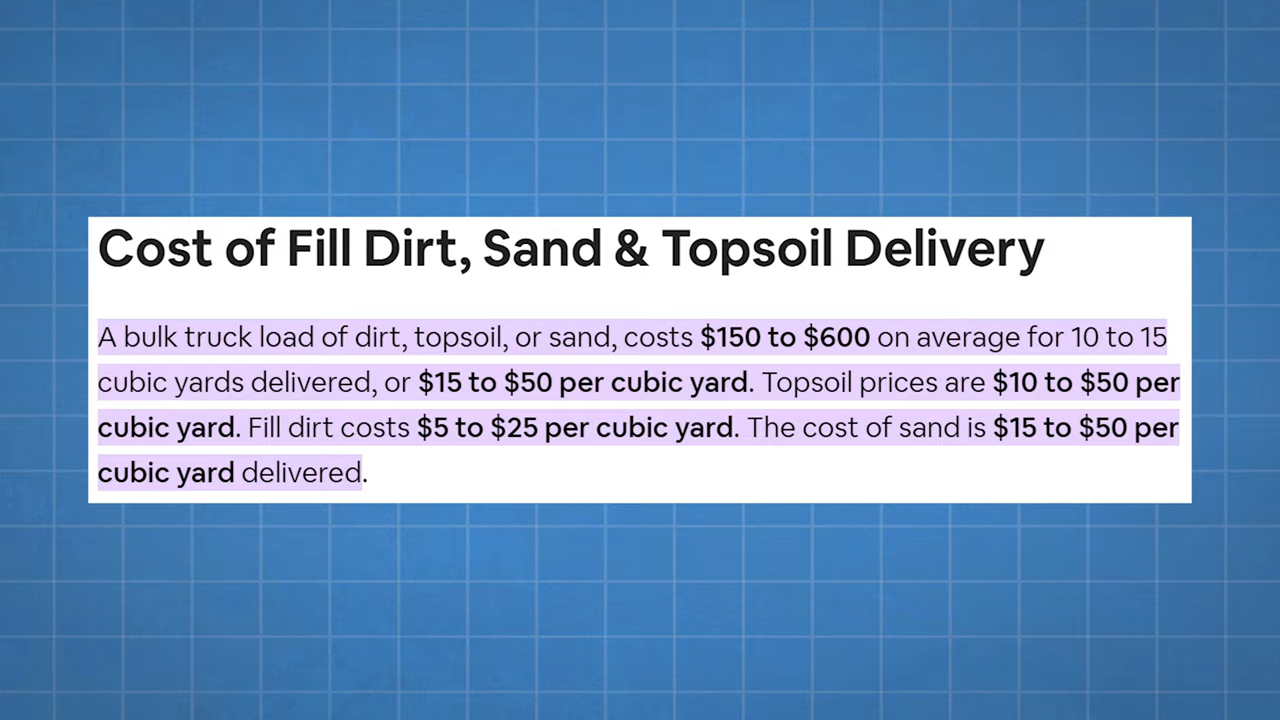 Cost of Fill Dirt, Sand & Topsoil Delivery
A bulk truck load of dirt, topsoil, or sand, costs $150 to $600 on average for 10 to 15
cubic yards delivered, or $15 to $50 per cubic yard. Topsoil prices are $10 to $50 per
cubic yard. Fill dirt costs $5 to $25 per cubic yard. The cost of sand is $15 to $50 per
cubic yard delivered.